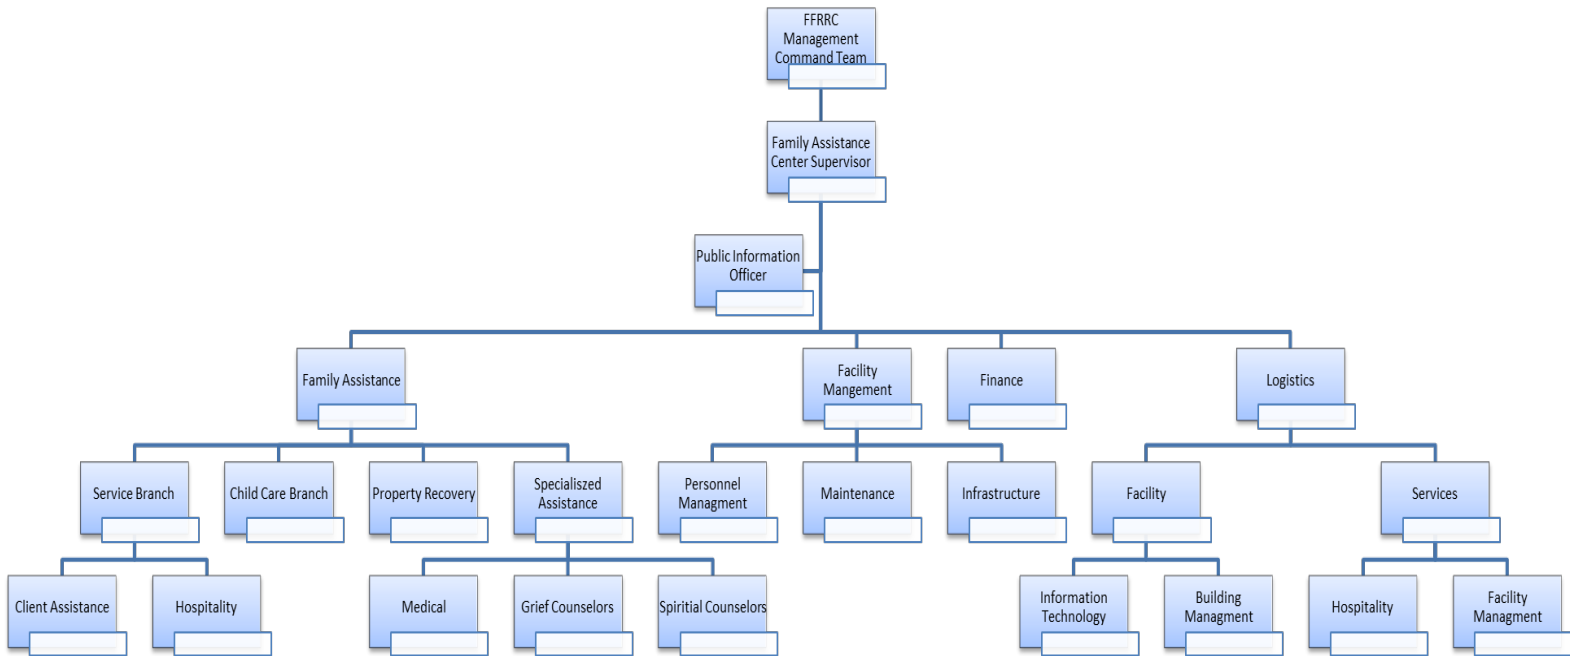 FFRRC
Management
Command Team
Family Assistance
Center Supervisor
Public Information
Officer
Family Assistance
Facility
Mangement
Finance
Logistics
Service Branch
Child Care Branch
Property Recovery
Specialiszed
Assistance
Personnel
Managment
Maintenance
Infrastructure
Facility
Services
Client Assistance
Hospitality
Medical
Grief Counselors
Spiritial Counselors
Information
Technology
Building
Managment
Hospitality
Facility
Managment